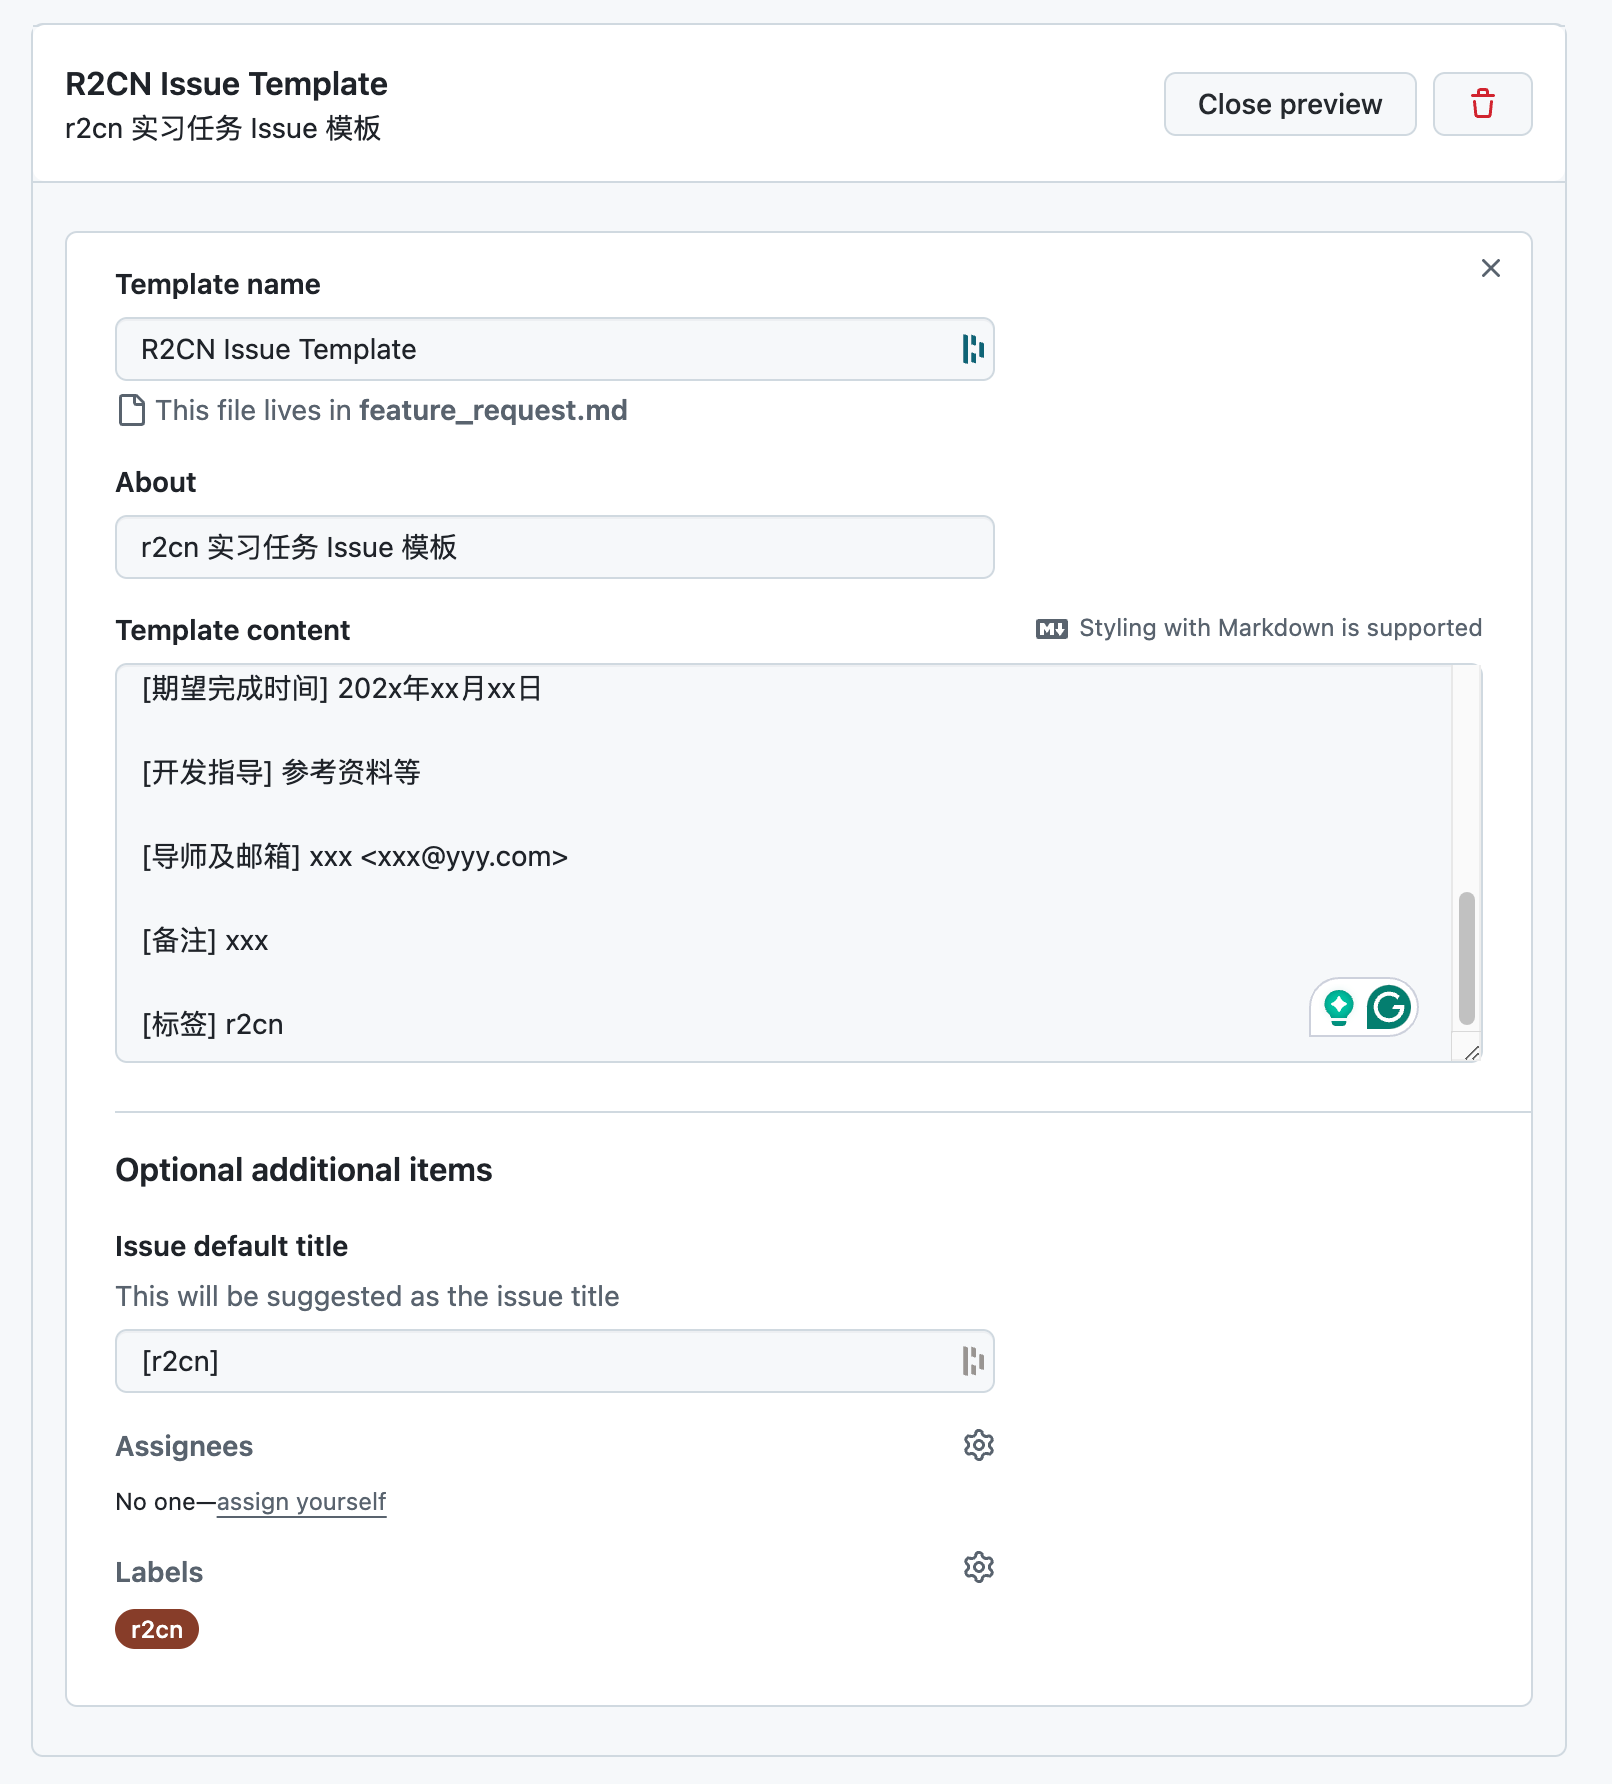 R2CN Issue Template
r2cn 实习任务 Issue 模板
Close preview
Template name
R2CN Issue Template
This file lives in feature_request.md
About
r2cn 实习任务 Issue 模板
Template content
Styling with Markdown is supported
[期望完成时间] 202x年xx月xx日
[开发指导] 参考资料等
[导师及邮箱] xxx <xxx@yyy.com>
[备注] xxx
[标签] r2cn
Optional additional items
Issue default title
This will be suggested as the issue title
[r2cn]
Assignees
No one—assign yourself
Labels
r2cn